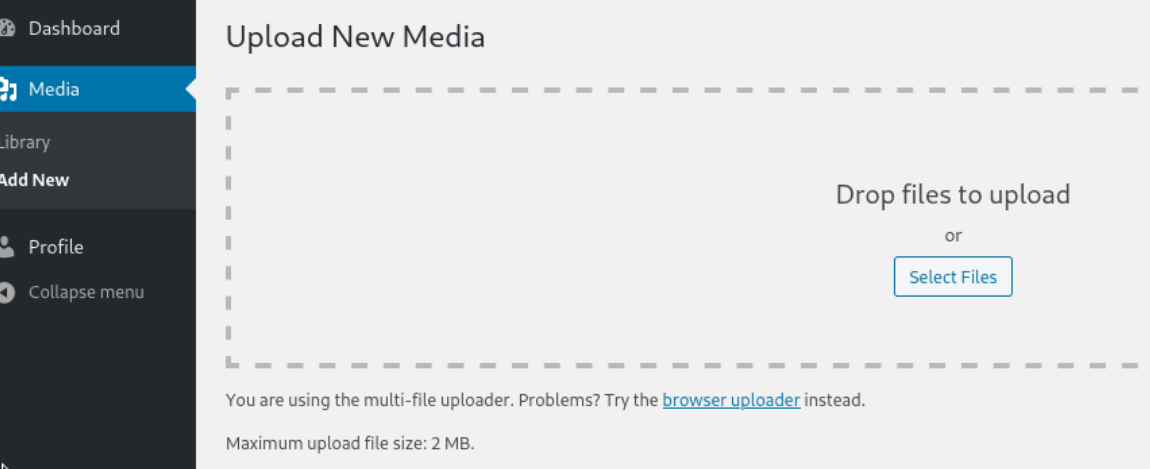 Dashboard
Media
Library
Add New
Profile
Collapse menu
Upload New Media
Drop files to upload
or
Select Files
You are using the multi-file uploader. Problems? Try the browser uploader instead.
Maximum upload file size: 2 MB.